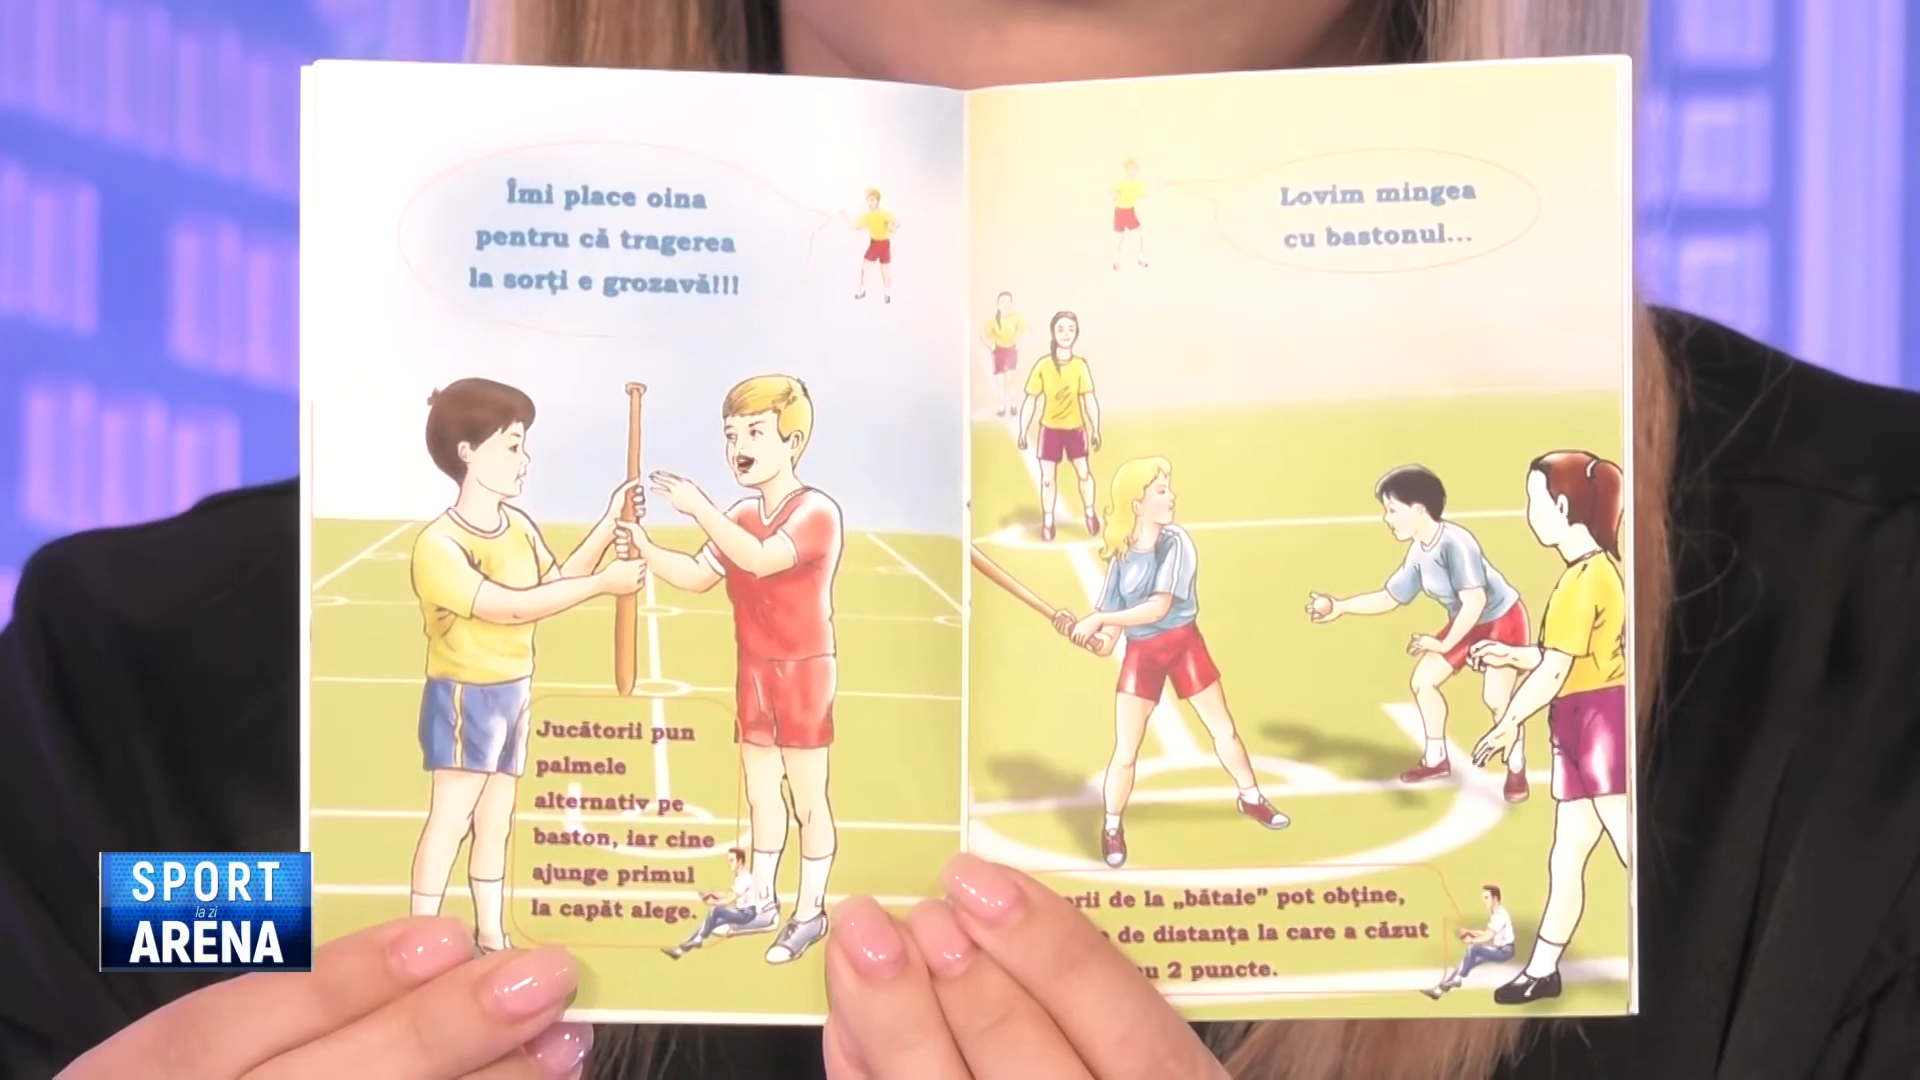 Îmi place oina
pentru că tragerea
la sorți e grozavă!!!
Lovim mingea
cu bastonul...
Jucătorii pun
palmele
alternativ pe
baston, iar cine
ajunge primul
la capăt alege.
de la „bătaie” pot obține,
de distanța la care a căzut
2 puncte.
SPORT
la zi
ARENA